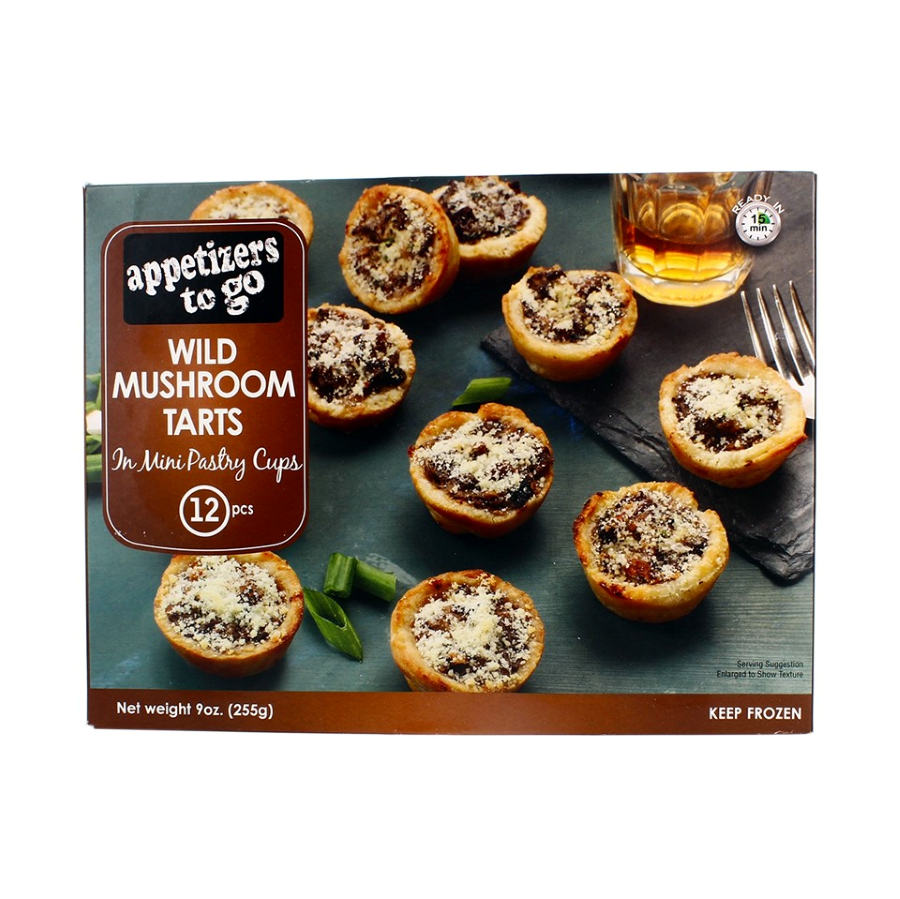 appetizers
to go
WILD
MUSHROOM
TARTS
In Mini Pastry Cups
12 pcs
READY IN
15
min
Serving Suggestion
Enlarged to Show Texture
Net weight 9oz. (255g)
KEEP FROZEN